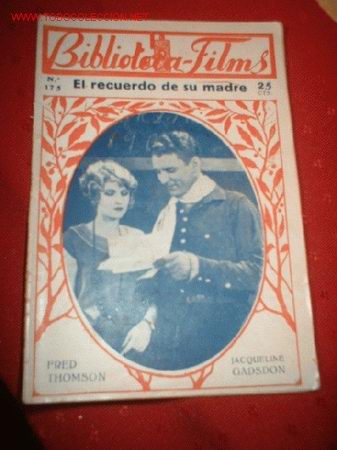 WWW.TODOCOLECCION.NET
Biblioteca-Films
N.º 175
El recuerdo de su madre
25 CTS.
FRED THOMSON
JACQUELINE GADSDON